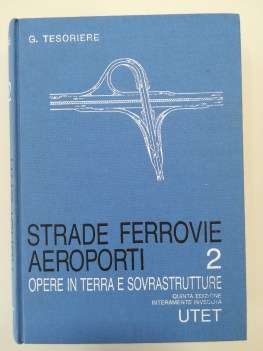 G. TESORIERE
STRADE FERROVIE
AEROPORTI 2
OPERE IN TERRA E SOVRASTRUTTURE
QUINTA EDIZIONE
INTERAMENTE RIVEDUTA
UTET